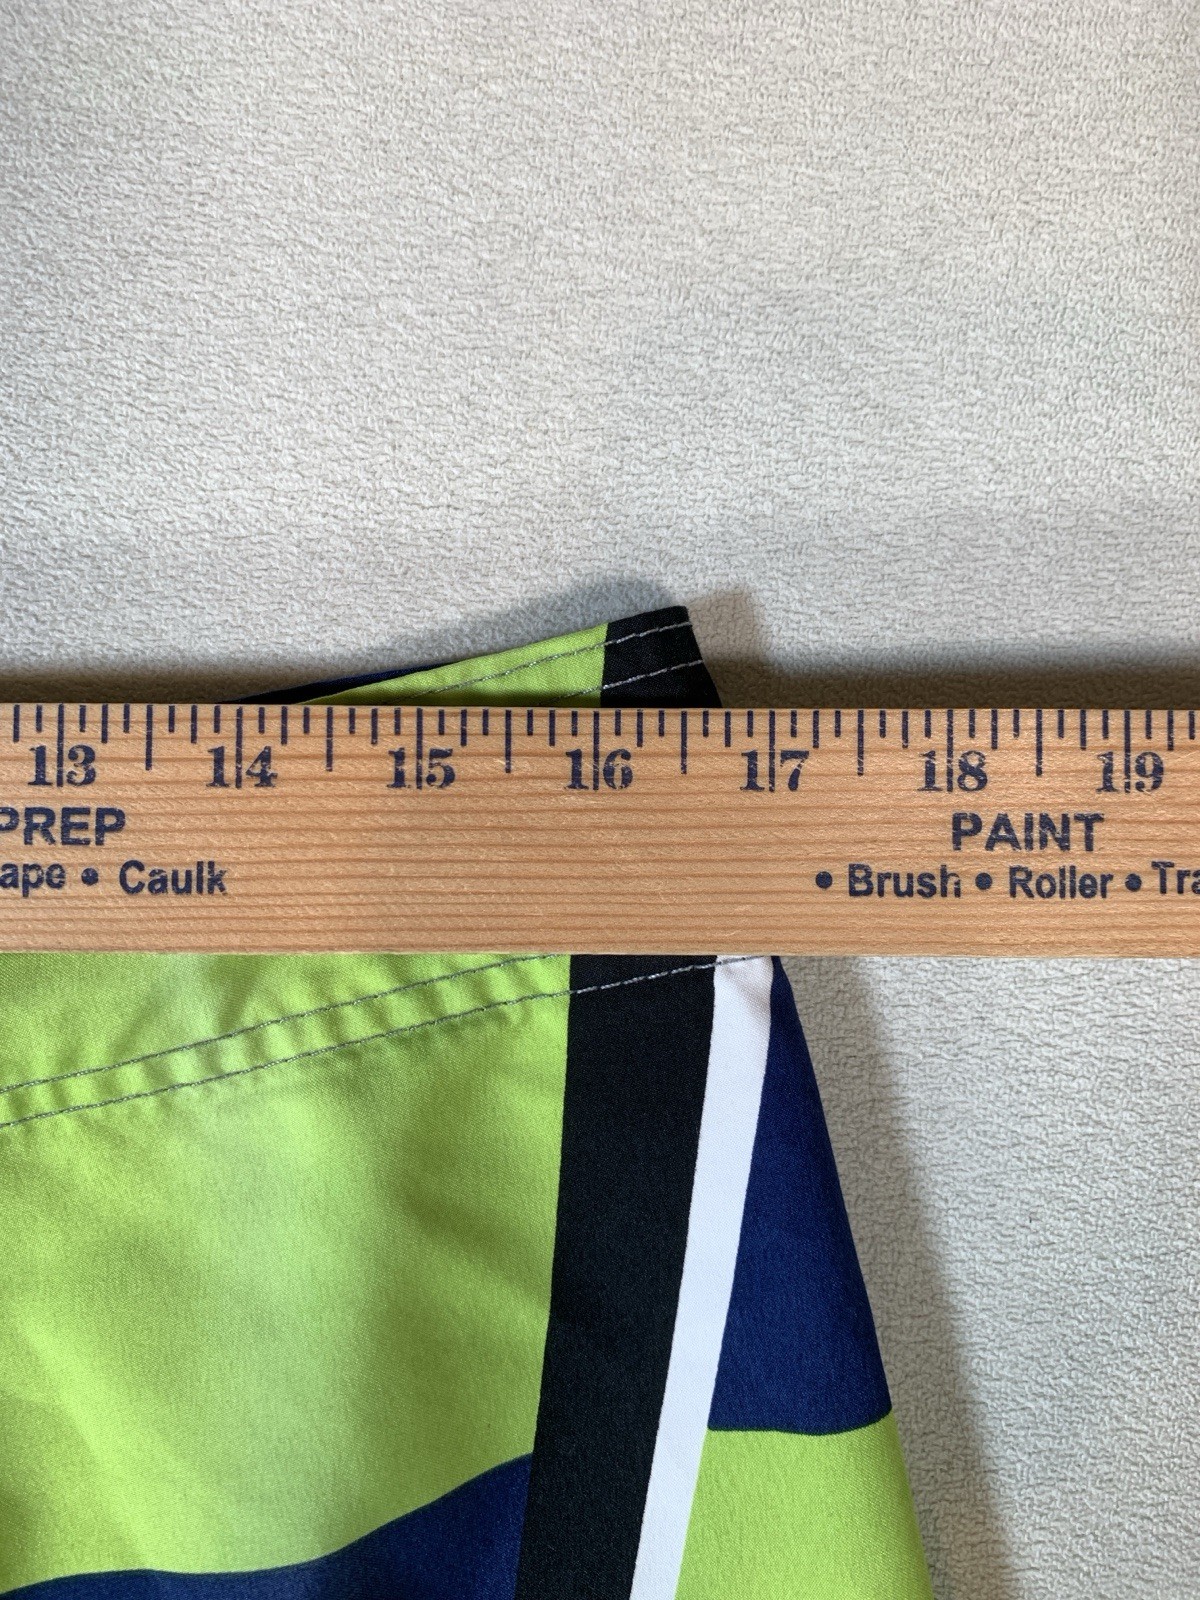 13 14 15 16 17 18 19
PREP PAINT
ape • Caulk • Brush • Roller • Tra